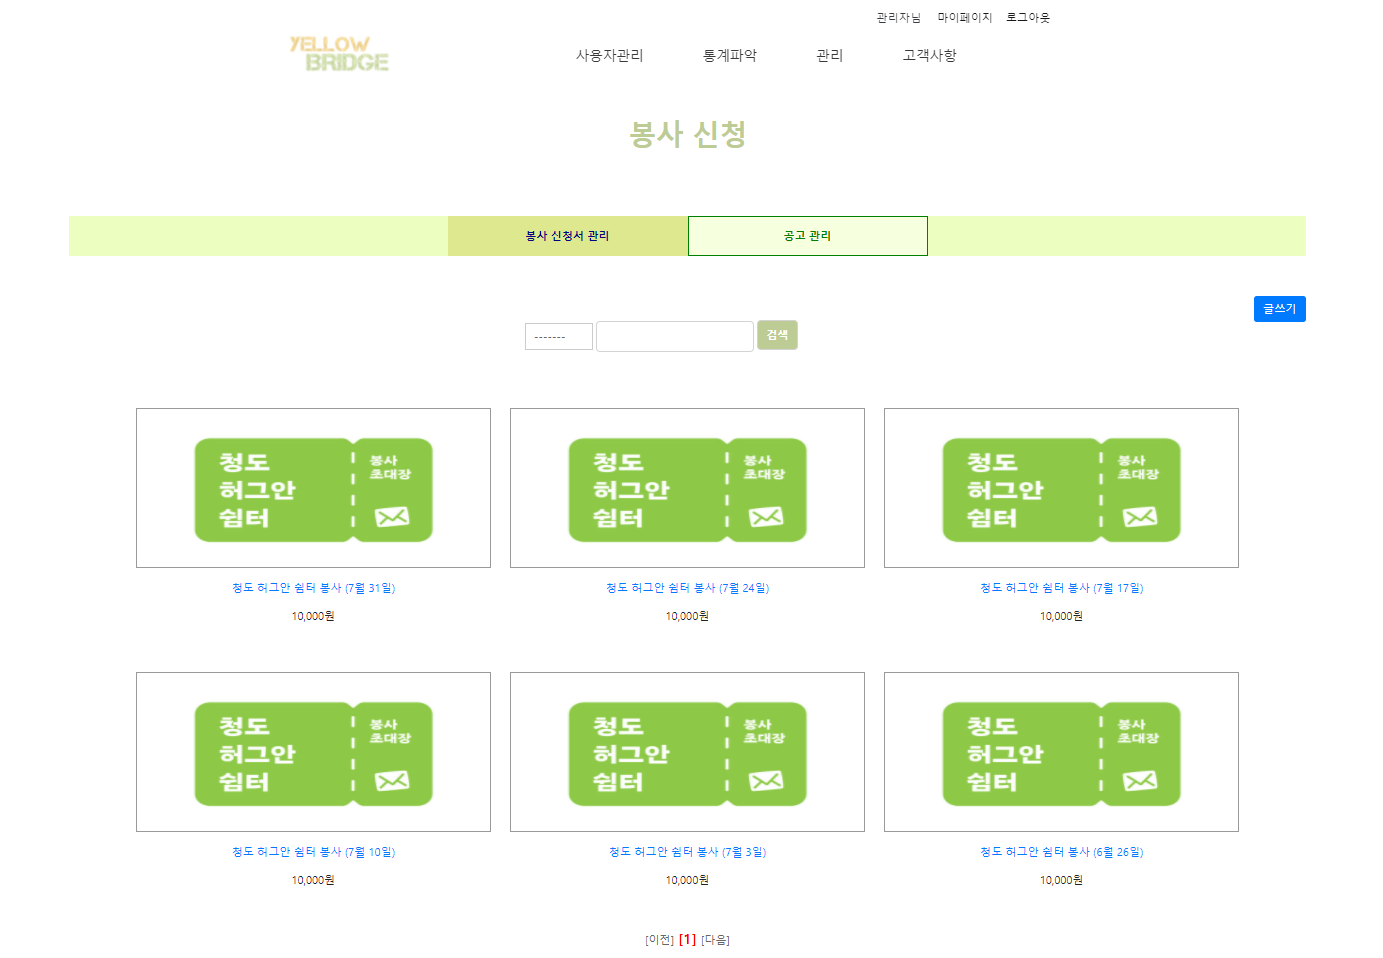 관리자님 마이페이지 로그아웃
YELLOW
BRIDGE
사용자관리 통계파악 관리 고객사항
봉사 신청
봉사 신청서 관리 공고 관리
글쓰기
------- 검색
청도
허그안
쉼터
봉사
초대장
청도
허그안
쉼터
봉사
초대장
청도
허그안
쉼터
봉사
초대장
청도 허그안 쉼터 봉사 (7월 31일)
10,000원
청도 허그안 쉼터 봉사 (7월 24일)
10,000원
청도 허그안 쉼터 봉사 (7월 17일)
10,000원
청도
허그안
쉼터
봉사
초대장
청도
허그안
쉼터
봉사
초대장
청도
허그안
쉼터
봉사
초대장
청도 허그안 쉼터 봉사 (7월 10일)
10,000원
청도 허그안 쉼터 봉사 (7월 3일)
10,000원
청도 허그안 쉼터 봉사 (6월 26일)
10,000원
[이전] [1] [다음]